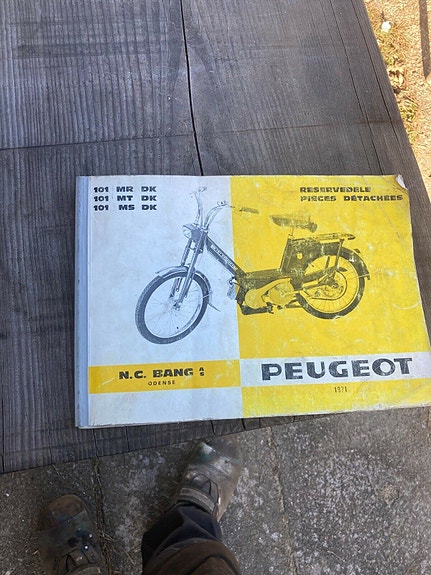 101 MR DK
101 MT DK
101 MS DK
RESERVEDELE
PIECES DÉTACHÉES
N.C. BANG A/S
ODENSE
PEUGEOT
1971